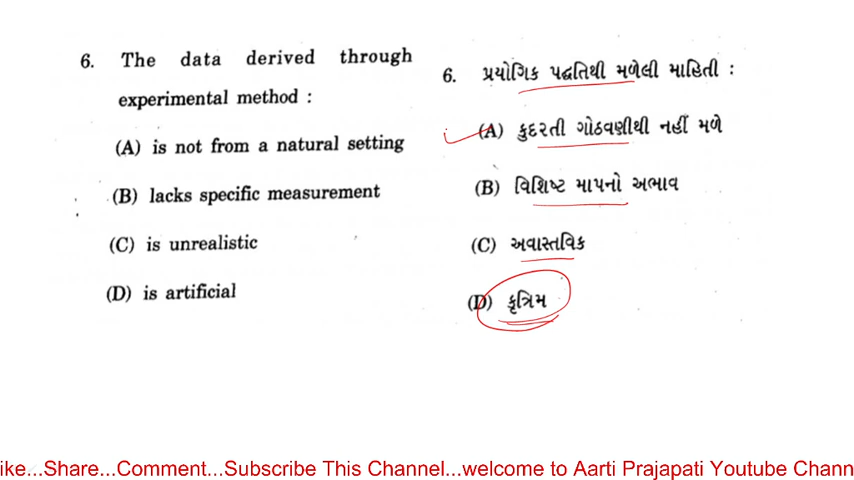 6. The data derived through
experimental method :
(A) is not from a natural setting
(B) lacks specific measurement
(C) is unrealistic
(D) is artificial
6. પ્રયોગિક પદ્ધતિથી મળેલી માહિતી :
(A) કુદરતી ગોઠવણીથી નહીં મળે
(B) વિશિષ્ટ માપનો અભાવ
(C) અવાસ્તવિક
(D) કૃત્રિમ
ike...Share...Comment...Subscribe This Channel...welcome to Aarti Prajapati Youtube Chann